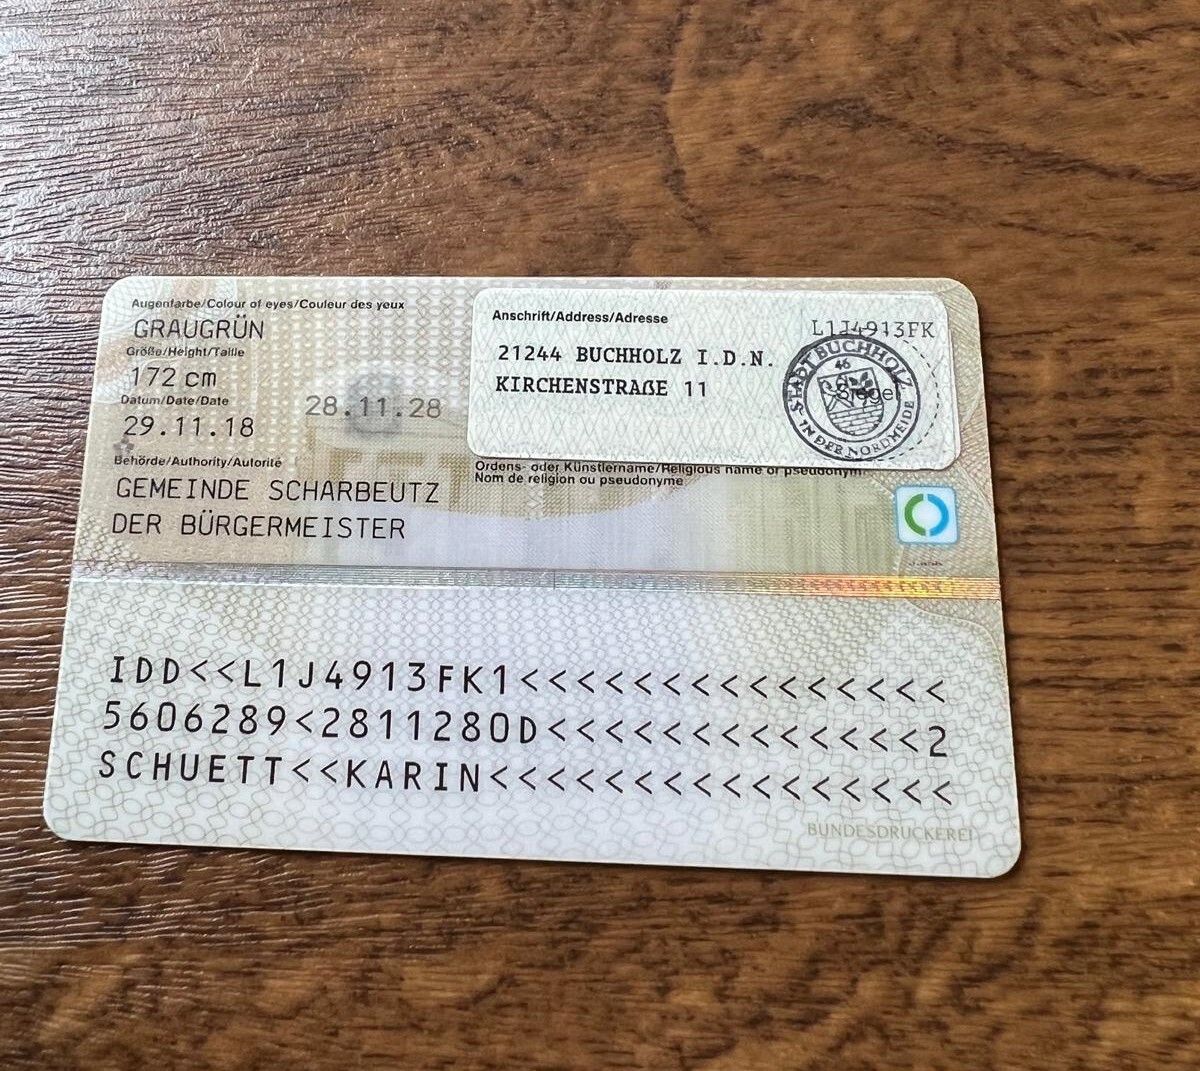 Augenfarbe/Colour of eyes/Couleur des yeux
GRAUGRÜN
Größe/Height/Taille
172 cm
Datum/Date/Date
29.11.18
28.11.28
Behörde/Authority/Autorité
GEMEINDE SCHARBEUTZ
DER BÜRGERMEISTER
Anschrift/Address/Adresse
L1J4913FK
21244 BUCHHOLZ I.D.N.
KIRCHENSTRAßE 11
STADT BUCHHOLZ
46
Siegel
IN DER NORDHEIDE
Ordens- oder Künstlername/Religious name or pseudonym
Nom de religion ou pseudonyme
IDD<<L1J4913FK1<<<<<<<<<<<<<<<
5606289<2811280D<<<<<<<<<<<<<2
SCHUETT<<KARIN<<<<<<<<<<<<<<<<
BUNDESDRUCKEREI